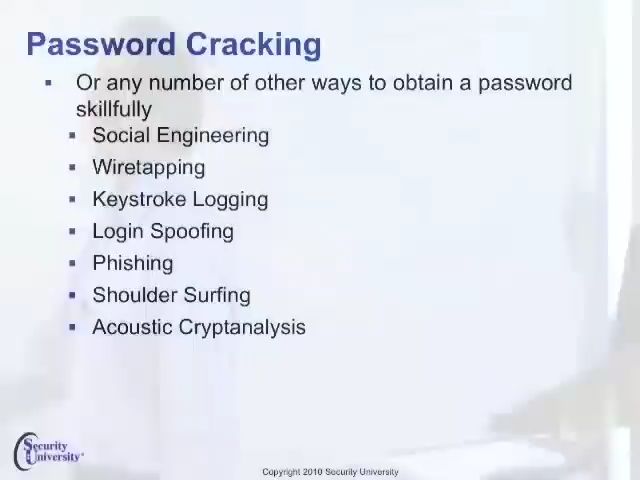 Password Cracking
Or any number of other ways to obtain a password
skillfully
Social Engineering
Wiretapping
Keystroke Logging
Login Spoofing
Phishing
Shoulder Surfing
Acoustic Cryptanalysis
Security
University
Copyright 2010 Security University